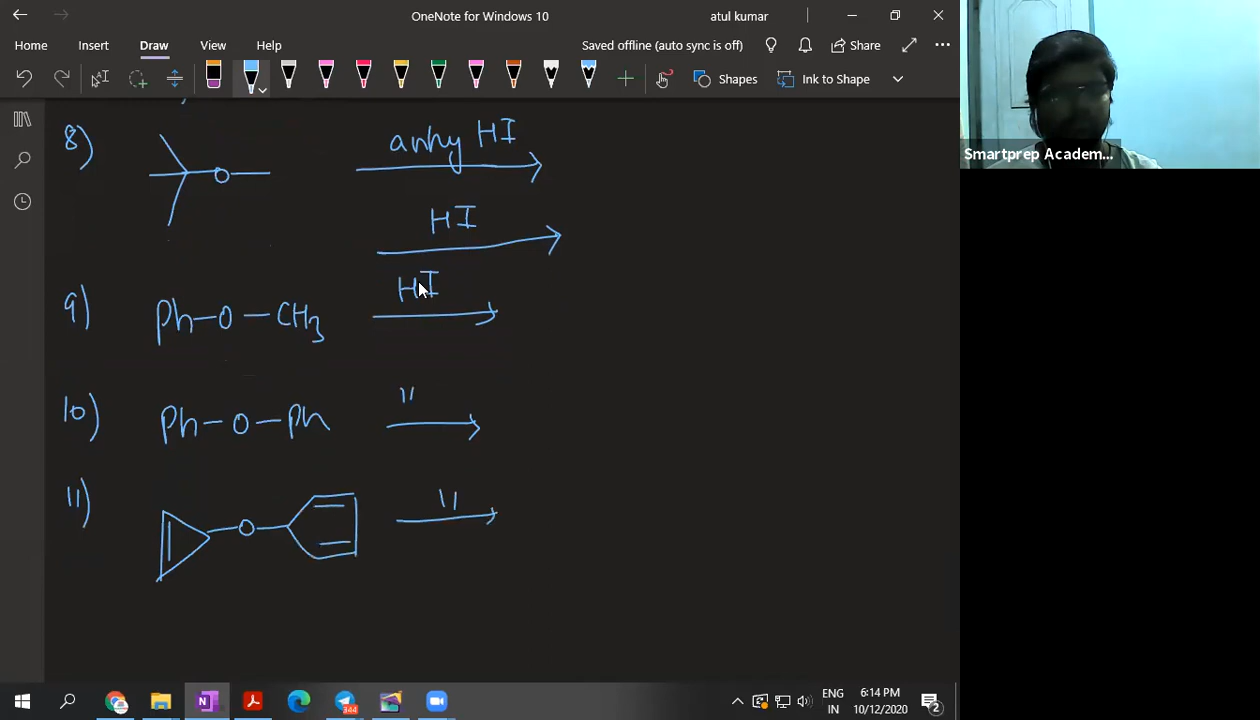 OneNote for Windows 10
atul kumar
Home Insert Draw View Help
Saved offline (auto sync is off)
Share
Shapes
Ink to Shape
Smartprep Academ...
8) O anhy HI
HI
9) Ph-O-CH3 HI
10) Ph-O-Ph "
11) O "
344
ENG
IN
6:14 PM
10/12/2020
2